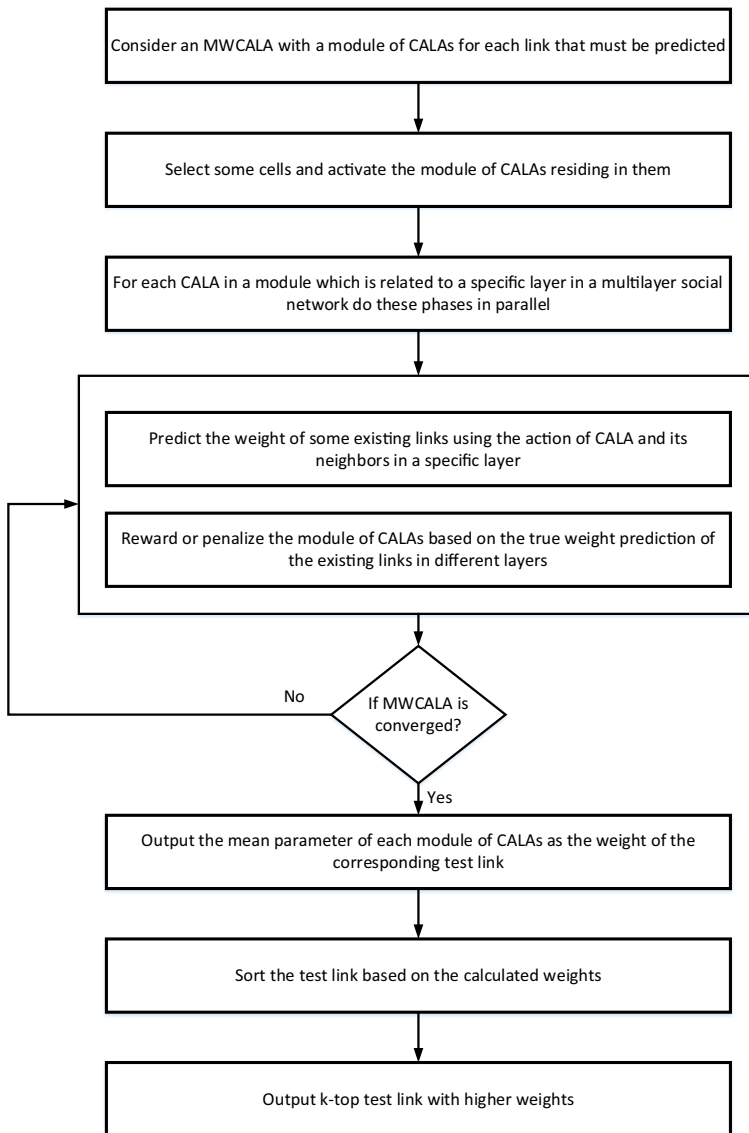 Consider an MWCALA with a module of CALAs for each link that must be predicted
Select some cells and activate the module of CALAs residing in them
For each CALA in a module which is related to a specific layer in a multilayer social
network do these phases in parallel
Predict the weight of some existing links using the action of CALA and its
neighbors in a specific layer
Reward or penalize the module of CALAs based on the true weight prediction of
the existing links in different layers
No
If MWCALA is
converged?
Yes
Output the mean parameter of each module of CALAs as the weight of the
corresponding test link
Sort the test link based on the calculated weights
Output k-top test link with higher weights